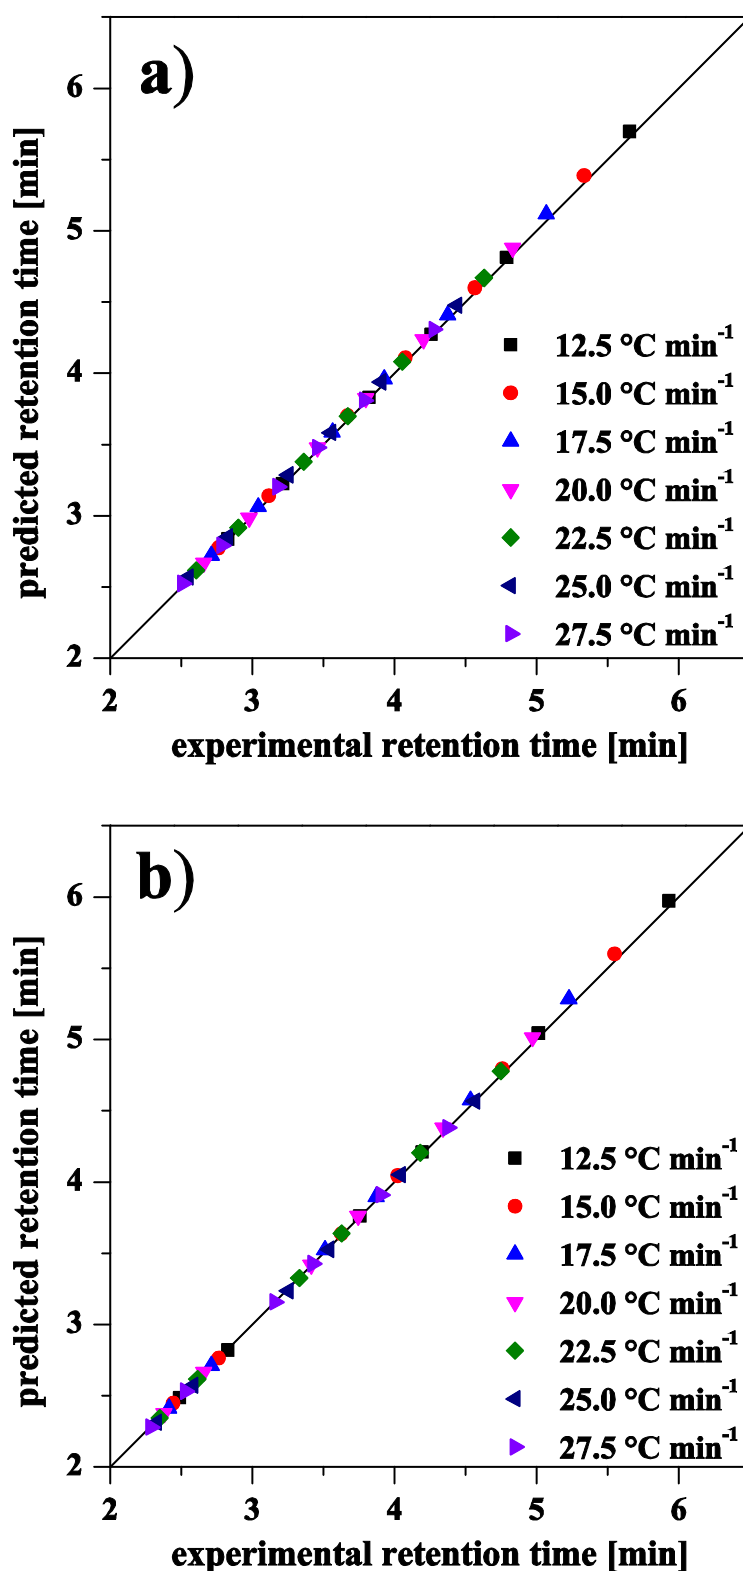 a)
predicted retention time [min]
6
5
4
3
2
12.5 °C min⁻¹
15.0 °C min⁻¹
17.5 °C min⁻¹
20.0 °C min⁻¹
22.5 °C min⁻¹
25.0 °C min⁻¹
27.5 °C min⁻¹
2 3 4 5 6
experimental retention time [min]
b)
predicted retention time [min]
6
5
4
3
2
12.5 °C min⁻¹
15.0 °C min⁻¹
17.5 °C min⁻¹
20.0 °C min⁻¹
22.5 °C min⁻¹
25.0 °C min⁻¹
27.5 °C min⁻¹
2 3 4 5 6
experimental retention time [min]